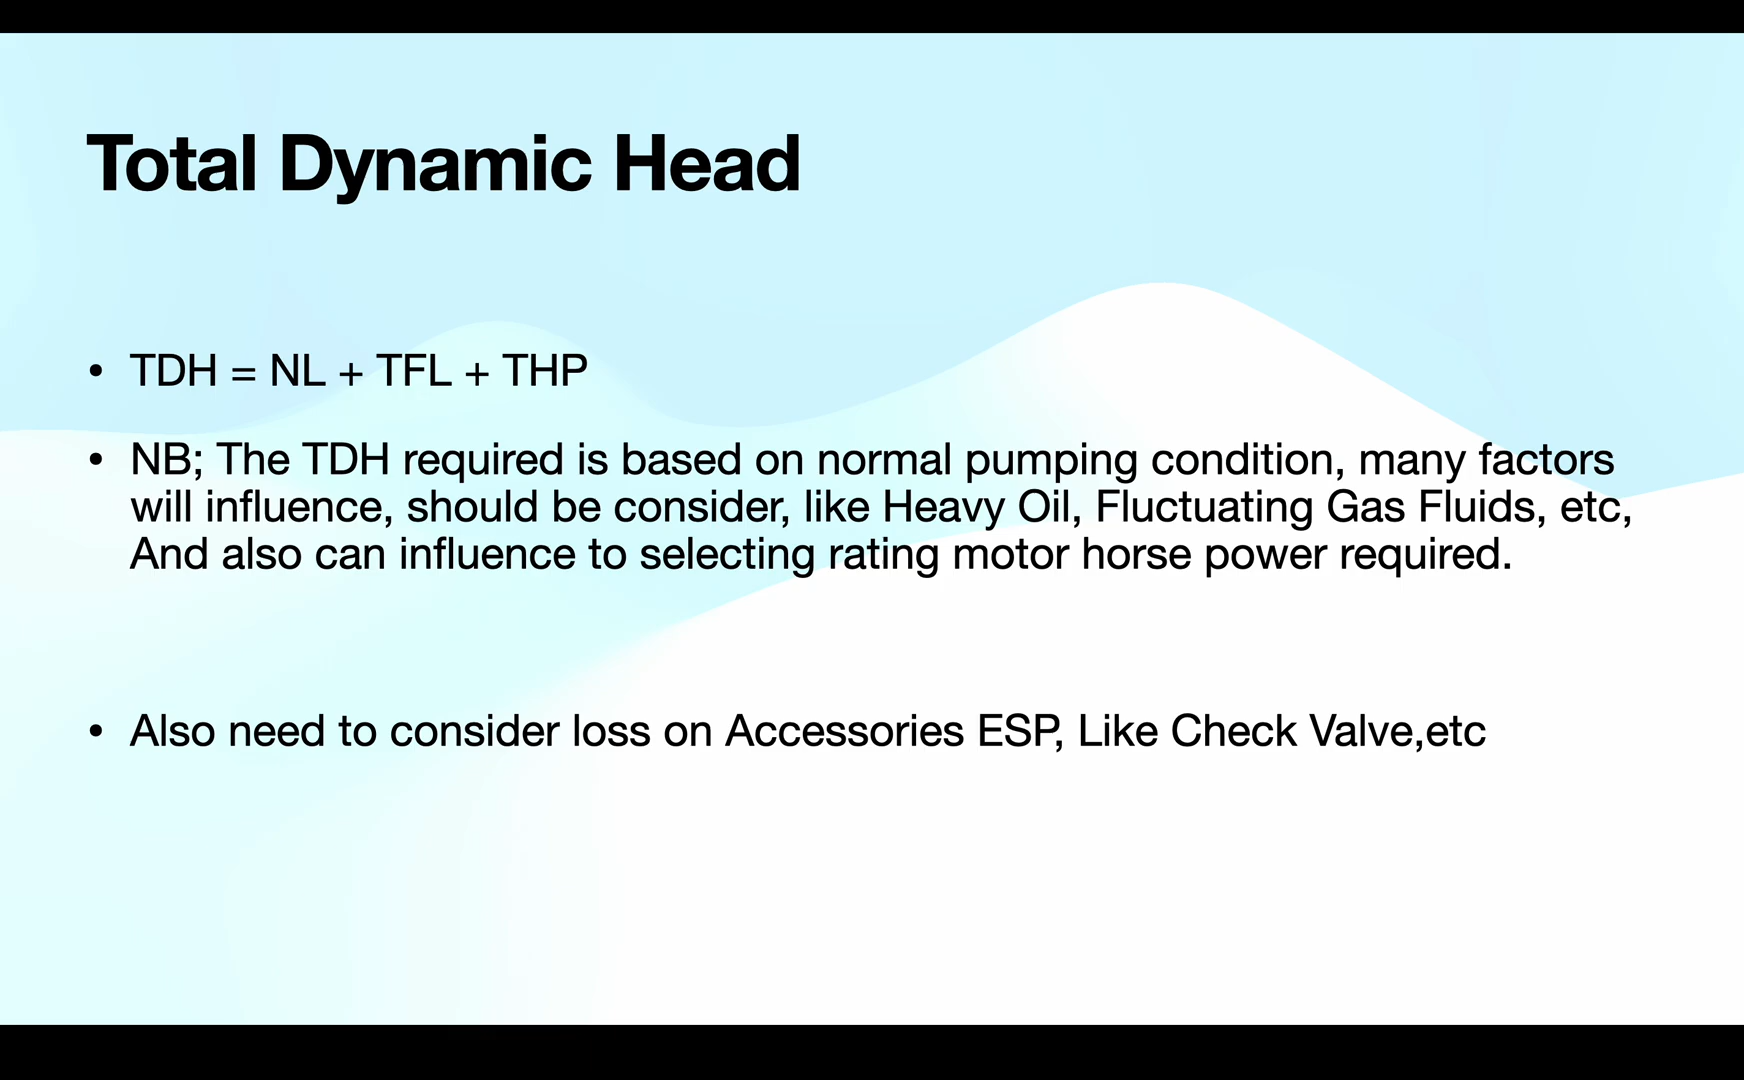 Total Dynamic Head
• TDH = NL + TFL + THP
• NB; The TDH required is based on normal pumping condition, many factors
will influence, should be consider, like Heavy Oil, Fluctuating Gas Fluids, etc,
And also can influence to selecting rating motor horse power required.
• Also need to consider loss on Accessories ESP, Like Check Valve,etc